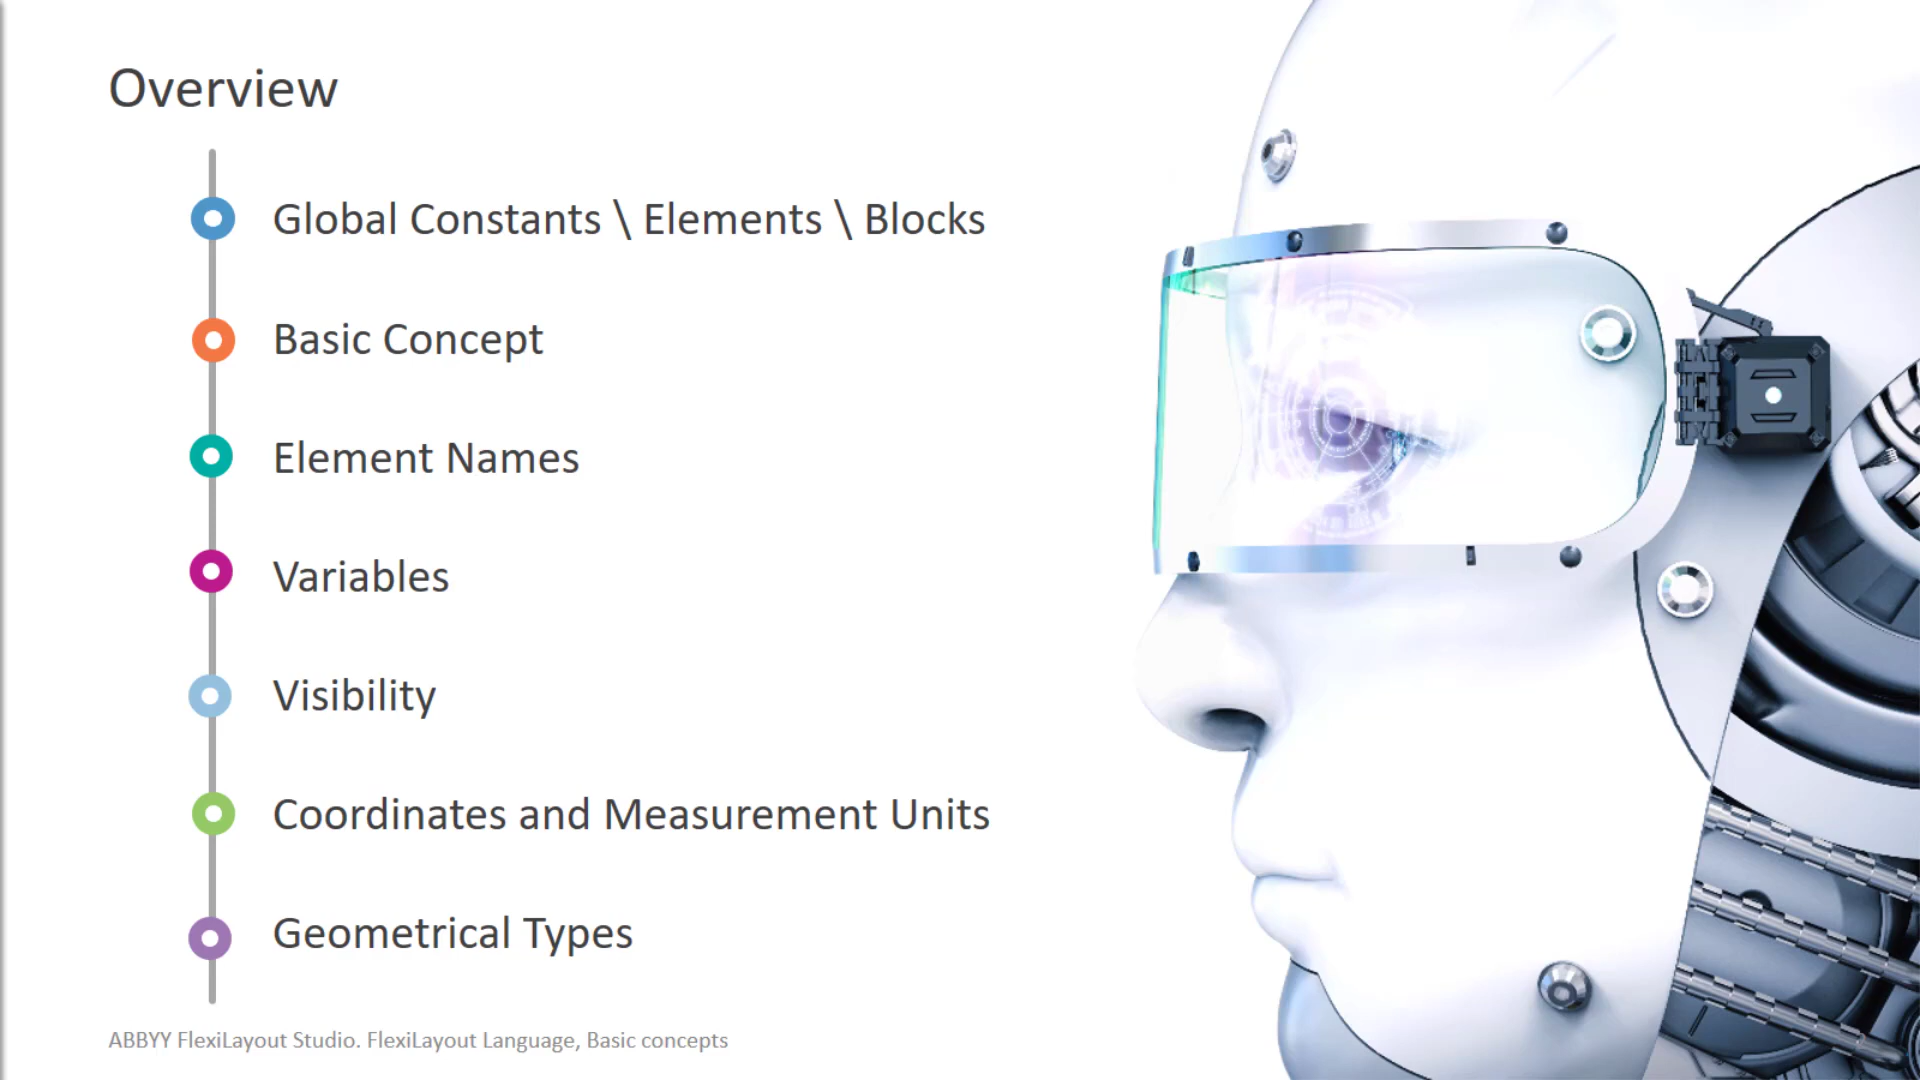 Overview
Global Constants \ Elements \ Blocks
Basic Concept
Element Names
Variables
Visibility
Coordinates and Measurement Units
Geometrical Types
ABBYY FlexiLayout Studio. FlexiLayout Language, Basic concepts